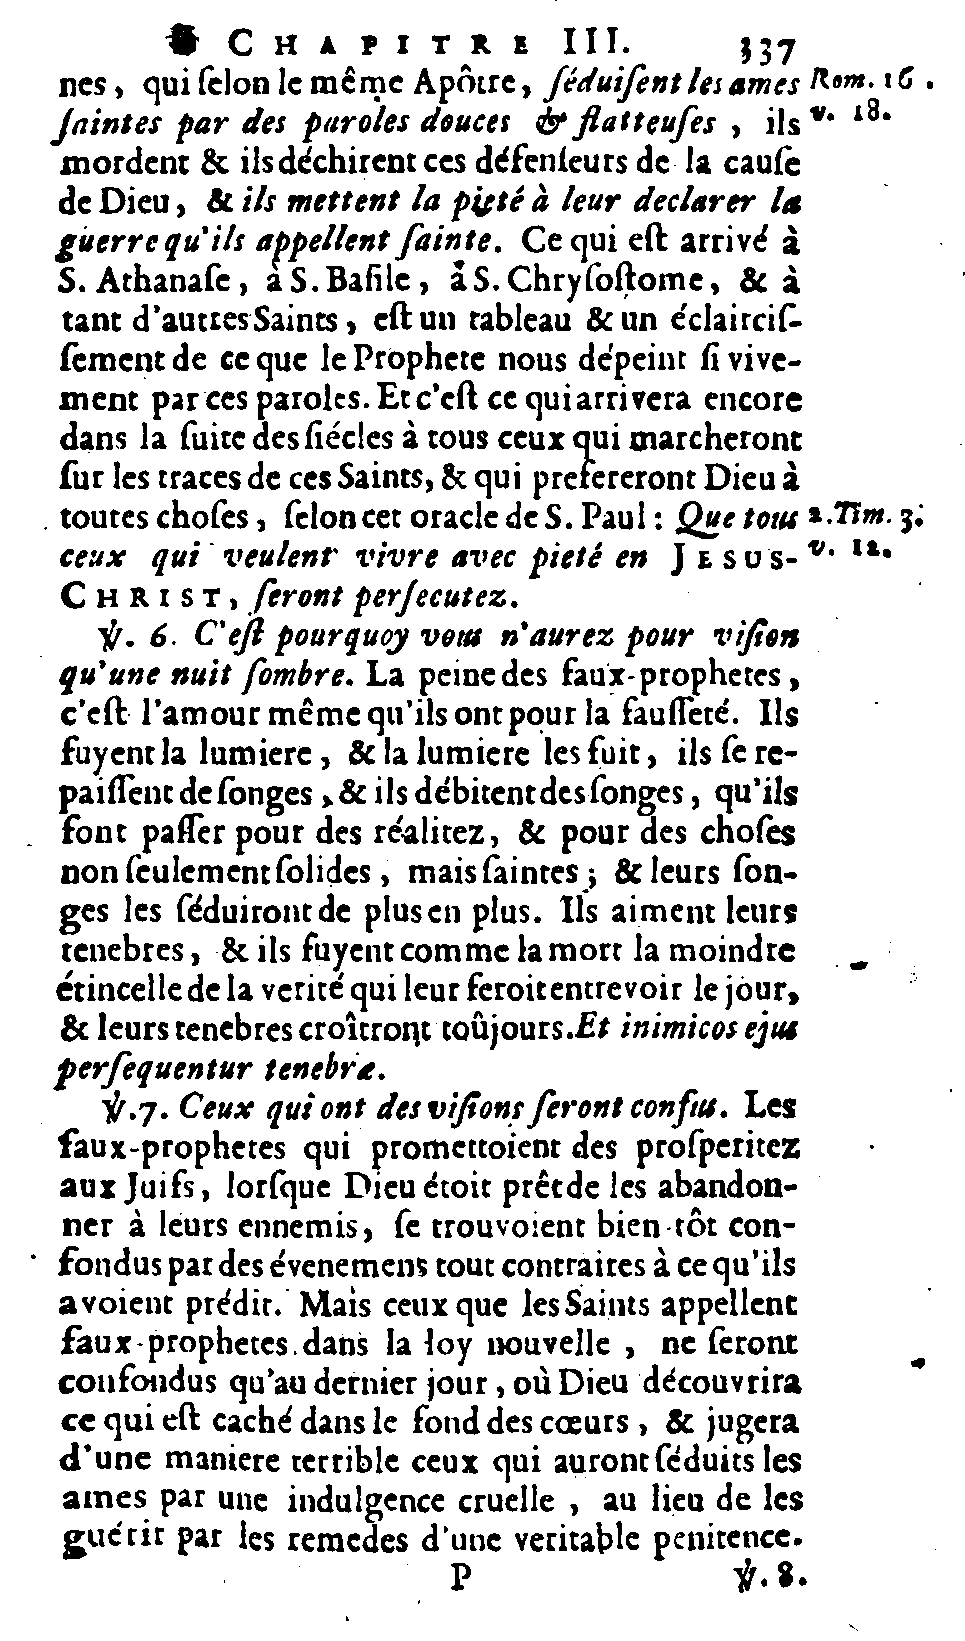 CHAPITRE III. 337
nes, qui ſelon le même Apôtre, ſéduiſent les ames Rom. 16.
ſaintes par des paroles douces & flatteuſes, ils v. 18.
mordent & ils déchirent ces défenſeurs de la cauſe
de Dieu, & ils mettent la pieté à leur declarer la
guerre qu'ils appellent ſainte. Ce qui eſt arrivé à
S. Athanaſe, à S. Baſile, à S. Chryſoſtome, & à
tant d'autres Saints, eſt un tableau & un éclairciſ-
ſement de ce que le Prophete nous dépeint ſi vive-
ment par ces paroles. Et c'eſt ce qui arrivera encore
dans la ſuite des ſiécles à tous ceux qui marcheront
ſur les traces de ces Saints, & qui prefereront Dieu à
toutes choſes, ſelon cet oracle de S. Paul: Que tous 2. Tim. 3.
ceux qui veulent vivre avec pieté en JESUS- v. 12.
CHRIST, ſeront perſecutez.
℣. 6. C'eſt pourquoy vous n'aurez pour viſion
qu'une nuit ſombre. La peine des faux-prophetes,
c'eſt l'amour même qu'ils ont pour la fauſſeté. Ils
fuyent la lumiere, & la lumiere les fuit, ils ſe re-
paiſſent de ſonges, & ils débitent des ſonges, qu'ils
font paſſer pour des réalitez, & pour des choſes
non ſeulement ſolides, mais ſaintes; & leurs ſon-
ges les ſéduiront de plus en plus. Ils aiment leurs
tenebres, & ils fuyent comme la mort la moindre
étincelle de la verité qui leur feroit entrevoir le jour,
& leurs tenebres croîtront toûjours. Et inimicos ejus
perſequentur tenebræ.
℣. 7. Ceux qui ont des viſions ſeront confus. Les
faux-prophetes qui promettoient des proſperitez
aux Juifs, lorſque Dieu étoit prêt de les abandon-
ner à leurs ennemis, ſe trouvoient bien-tôt con-
fondus par des évenemens tout contraires à ce qu'ils
avoient prédit. Mais ceux que les Saints appellent
faux-prophetes dans la loy nouvelle, ne ſeront
confondus qu'au dernier jour, où Dieu découvrira
ce qui eſt caché dans le fond des cœurs, & jugera
d'une maniere terrible ceux qui auront ſéduits les
ames par une indulgence cruelle, au lieu de les
guérir par les remedes d'une veritable penitence.
P ℣. 8.